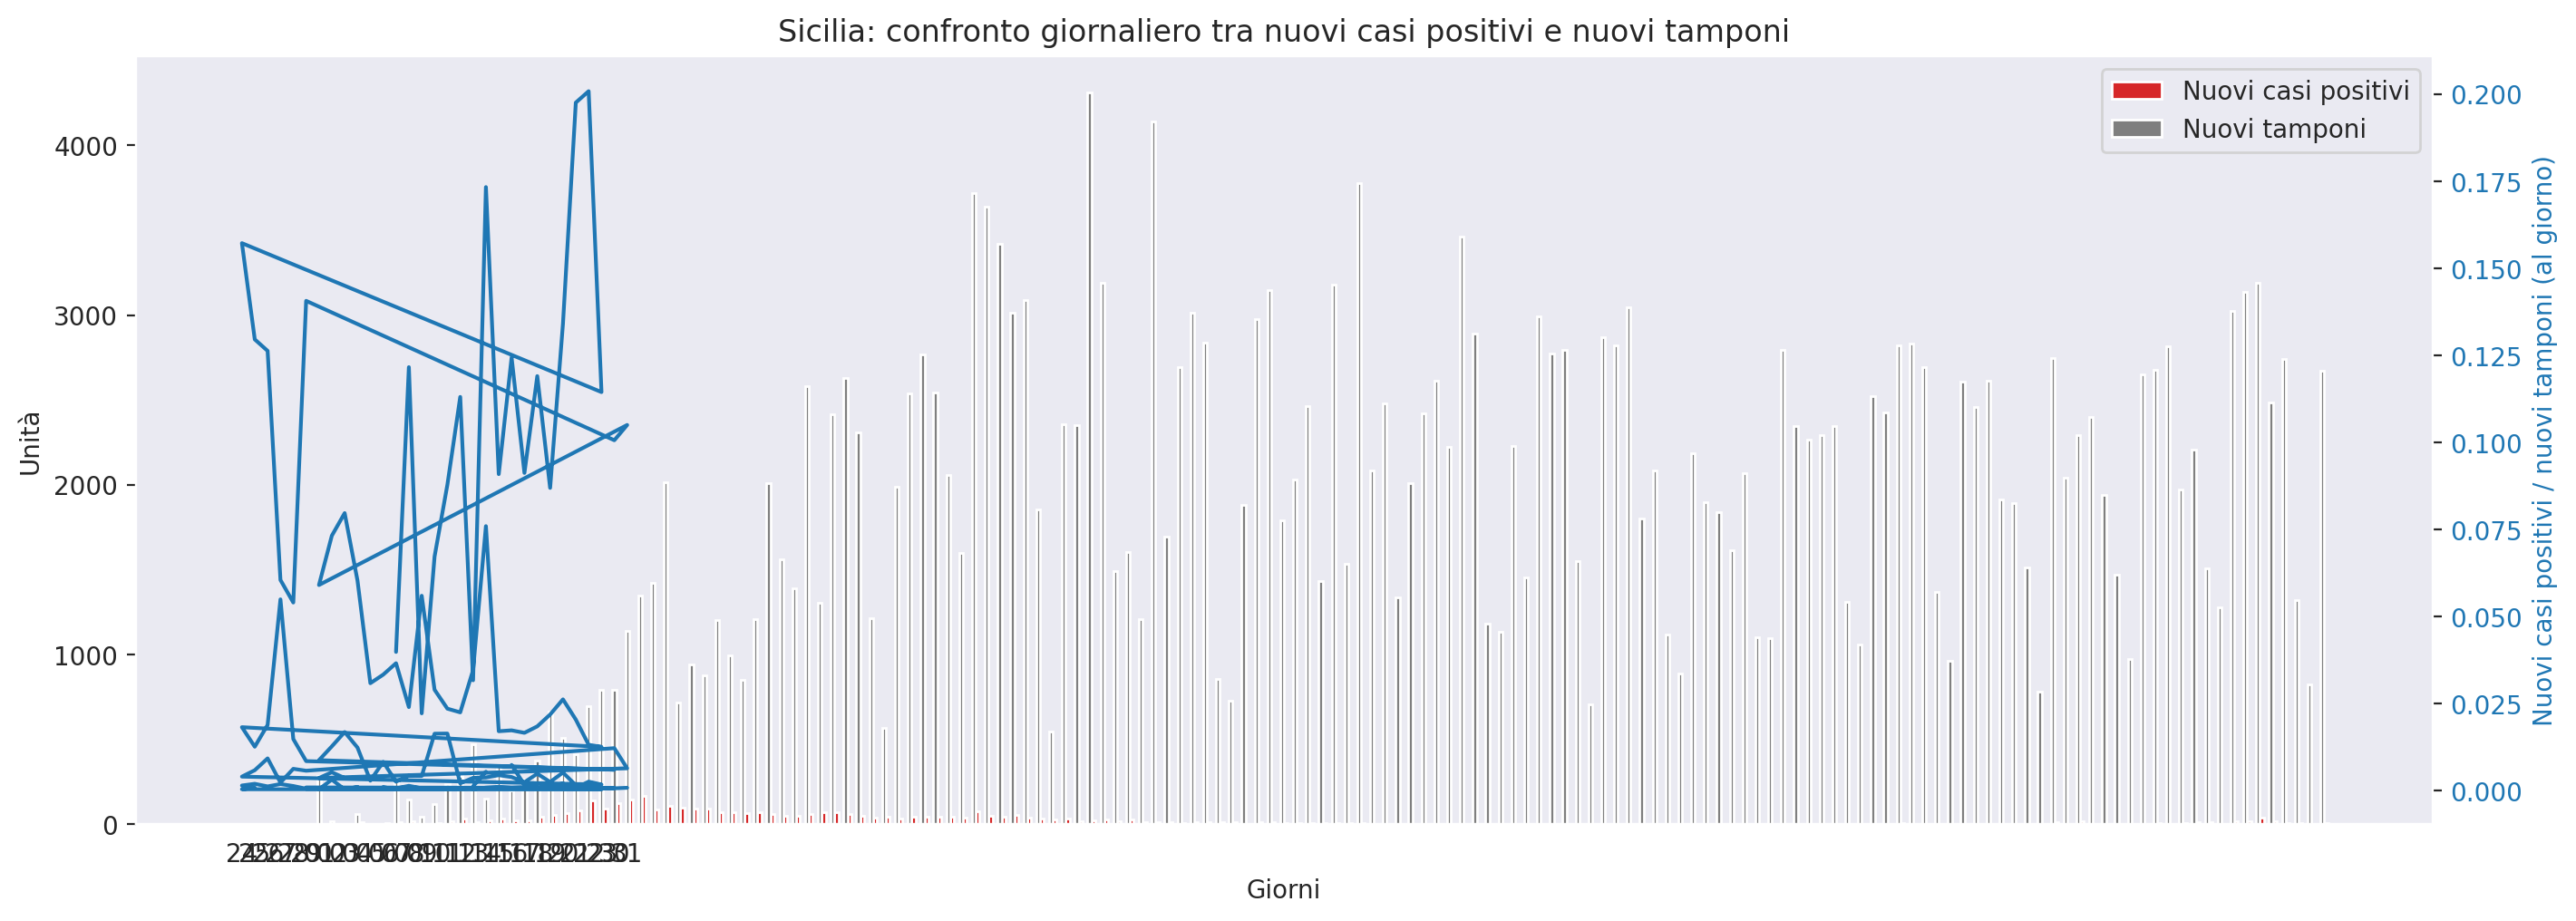 Sicilia: confronto giornaliero tra nuovi casi positivi e nuovi tamponi
Nuovi casi positivi
Nuovi tamponi
Unità
4000
3000
2000
1000
0
0.200
0.175
0.150
0.125
0.100
0.075
0.050
0.025
0.000
Nuovi casi positivi / nuovi tamponi (al giorno)
Giorni